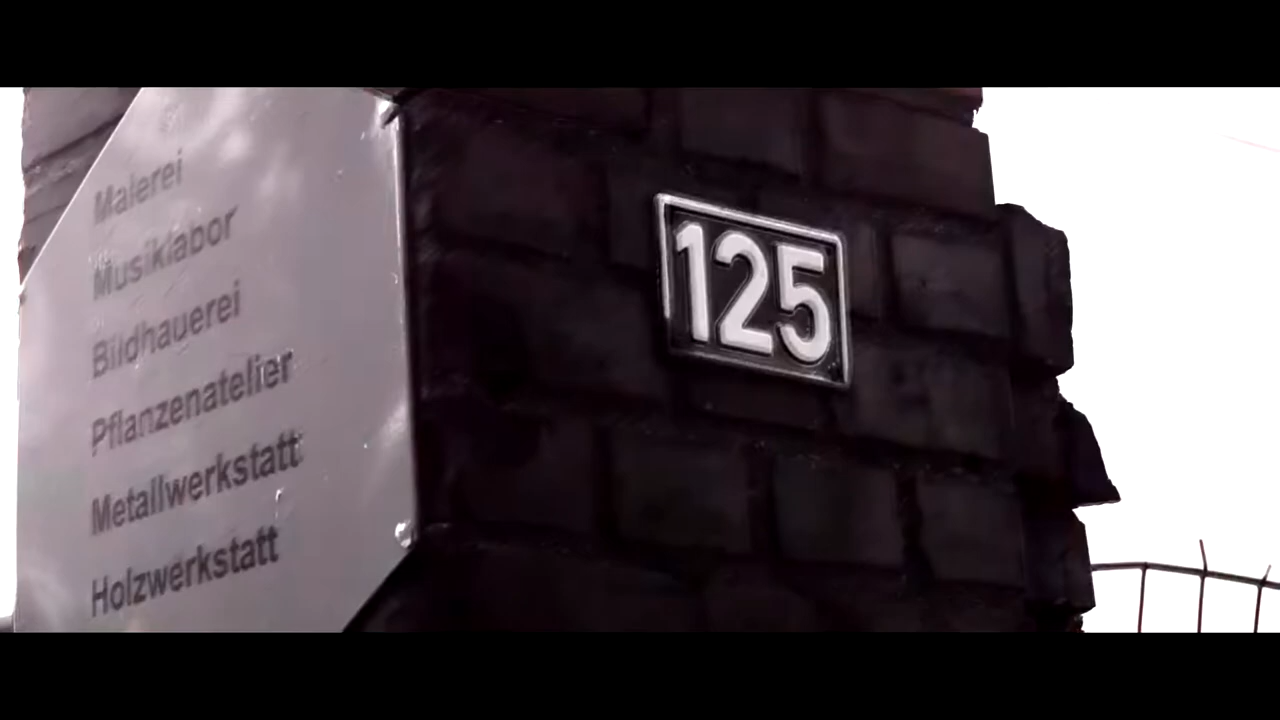 Malerei
Musiklabor
Bildhauerei
Pflanzenatelier
Metallwerkstatt
Holzwerkstatt
125